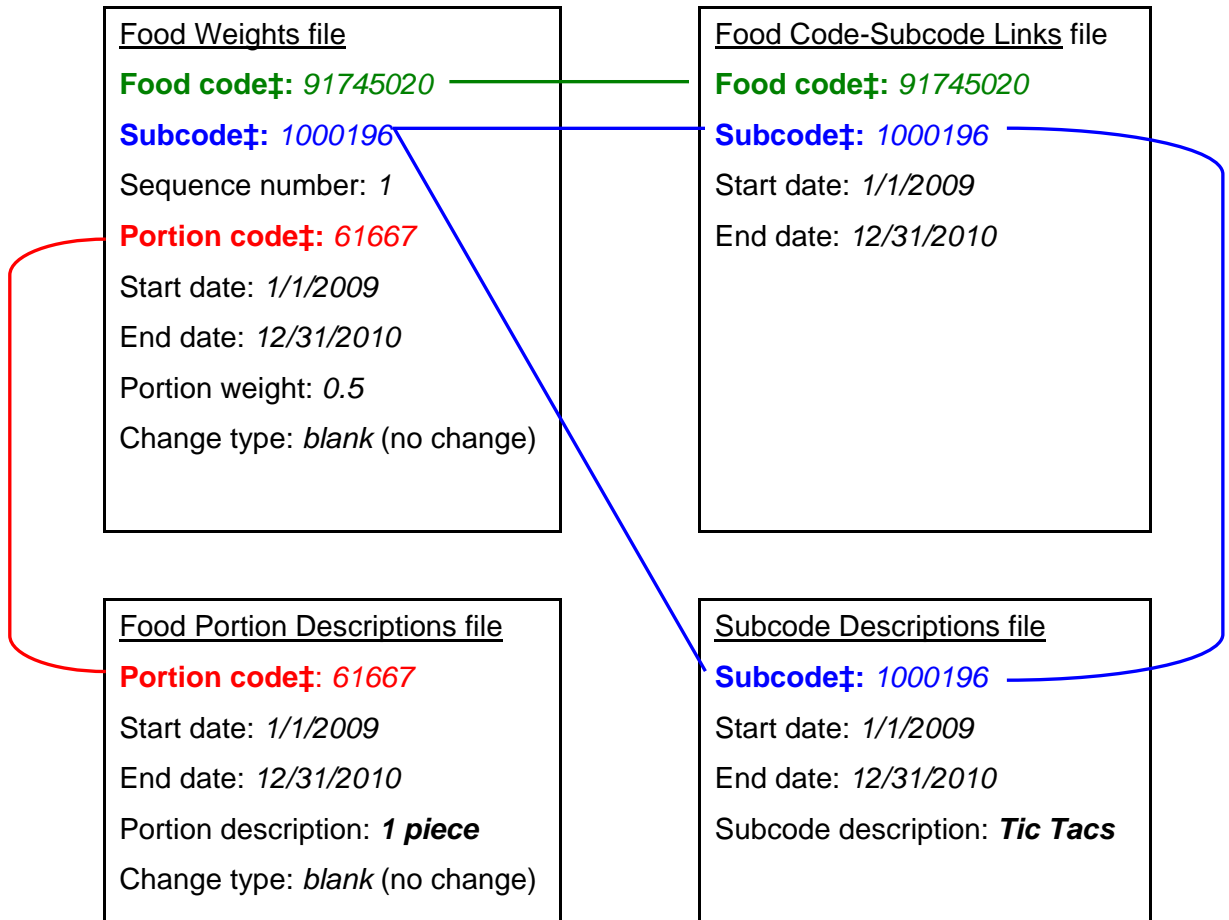 Food Weights file
Food code‡: 91745020
Subcode‡: 1000196
Sequence number: 1
Portion code‡: 61667
Start date: 1/1/2009
End date: 12/31/2010
Portion weight: 0.5
Change type: blank (no change)
Food Code-Subcode Links file
Food code‡: 91745020
Subcode‡: 1000196
Start date: 1/1/2009
End date: 12/31/2010
Food Portion Descriptions file
Portion code‡: 61667
Start date: 1/1/2009
End date: 12/31/2010
Portion description: 1 piece
Change type: blank (no change)
Subcode Descriptions file
Subcode‡: 1000196
Start date: 1/1/2009
End date: 12/31/2010
Subcode description: Tic Tacs